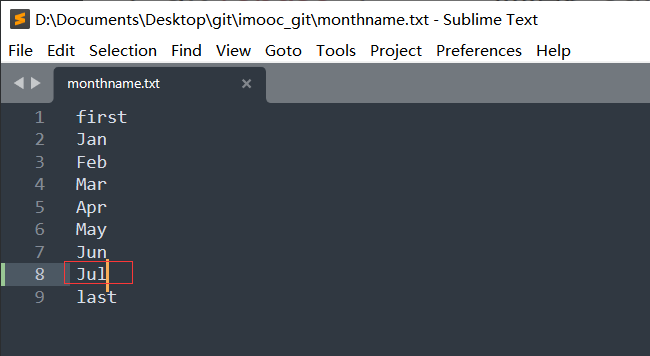 D:\Documents\Desktop\git\imooc_git\monthname.txt - Sublime Text
File Edit Selection Find View Goto Tools Project Preferences Help
monthname.txt
1 first
2 Jan
3 Feb
4 Mar
5 Apr
6 May
7 Jun
8 Jul
9 last